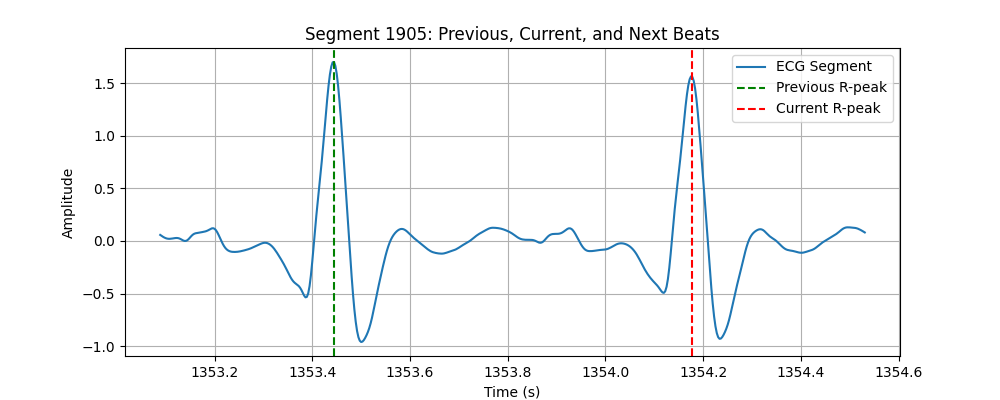 Segment 1905: Previous, Current, and Next Beats
ECG Segment
Previous R-peak
Current R-peak
Amplitude
1.5
1.0
0.5
0.0
−0.5
−1.0
1353.2
1353.4
1353.6
1353.8
1354.0
1354.2
1354.4
1354.6
Time (s)